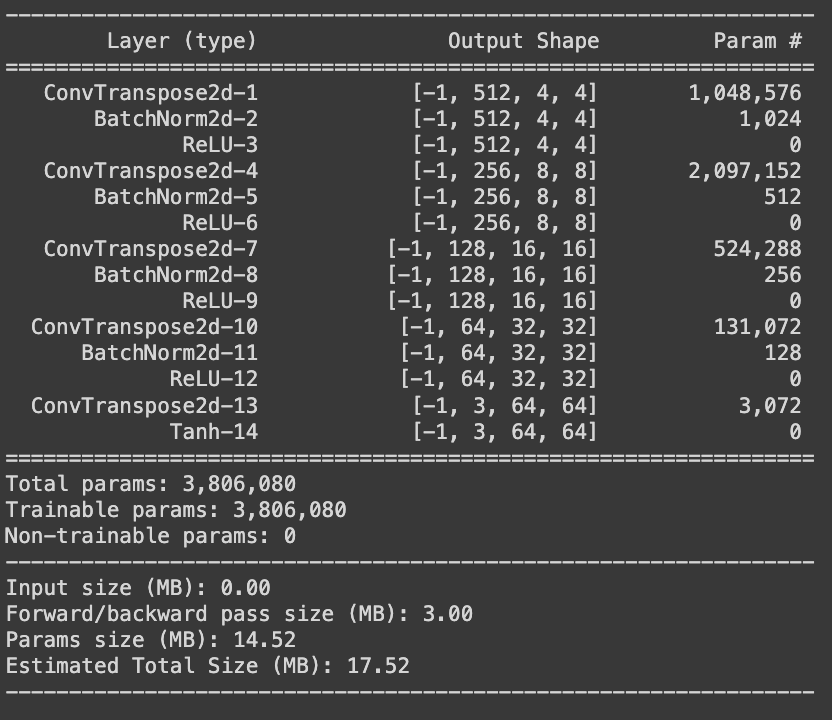 ----------------------------------------------------------------
        Layer (type)               Output Shape         Param #
================================================================
   ConvTranspose2d-1            [-1, 512, 4, 4]       1,048,576
       BatchNorm2d-2            [-1, 512, 4, 4]           1,024
              ReLU-3            [-1, 512, 4, 4]               0
   ConvTranspose2d-4            [-1, 256, 8, 8]       2,097,152
       BatchNorm2d-5            [-1, 256, 8, 8]             512
              ReLU-6            [-1, 256, 8, 8]               0
   ConvTranspose2d-7          [-1, 128, 16, 16]         524,288
       BatchNorm2d-8          [-1, 128, 16, 16]             256
              ReLU-9          [-1, 128, 16, 16]               0
  ConvTranspose2d-10           [-1, 64, 32, 32]         131,072
      BatchNorm2d-11           [-1, 64, 32, 32]             128
             ReLU-12           [-1, 64, 32, 32]               0
  ConvTranspose2d-13            [-1, 3, 64, 64]           3,072
             Tanh-14            [-1, 3, 64, 64]               0
================================================================
Total params: 3,806,080
Trainable params: 3,806,080
Non-trainable params: 0
----------------------------------------------------------------
Input size (MB): 0.00
Forward/backward pass size (MB): 3.00
Params size (MB): 14.52
Estimated Total Size (MB): 17.52
----------------------------------------------------------------